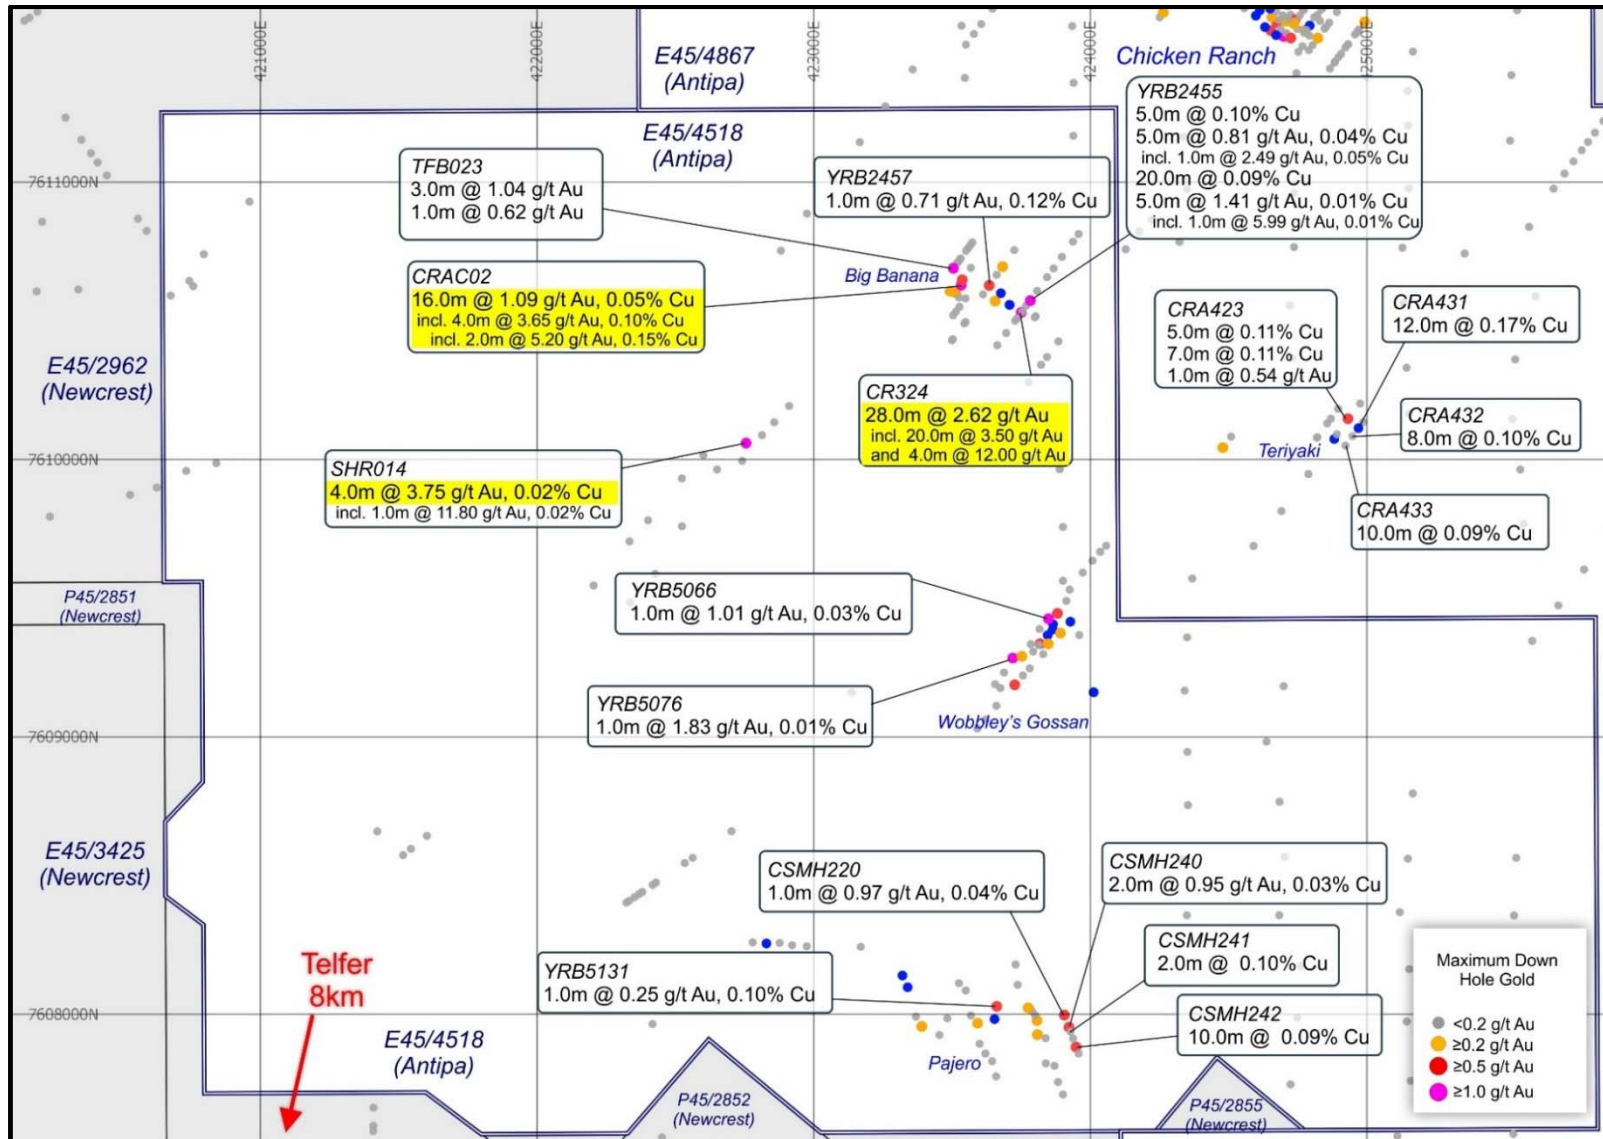 421000E
422000E
423000E
424000E
425000E
E45/4867
(Antipa)
Chicken Ranch
E45/4518
(Antipa)
YRB2455
5.0m @ 0.10% Cu
5.0m @ 0.81 g/t Au, 0.04% Cu
incl. 1.0m @ 2.49 g/t Au, 0.05% Cu
20.0m @ 0.09% Cu
5.0m @ 1.41 g/t Au, 0.01% Cu
incl. 1.0m @ 5.99 g/t Au, 0.01% Cu
TFB023
3.0m @ 1.04 g/t Au
1.0m @ 0.62 g/t Au
YRB2457
1.0m @ 0.71 g/t Au, 0.12% Cu
7611000N
CRAC02
16.0m @ 1.09 g/t Au, 0.05% Cu
incl. 4.0m @ 3.65 g/t Au, 0.10% Cu
incl. 2.0m @ 5.20 g/t Au, 0.15% Cu
Big Banana
CRA423
5.0m @ 0.11% Cu
7.0m @ 0.11% Cu
1.0m @ 0.54 g/t Au
CRA431
12.0m @ 0.17% Cu
E45/2962
(Newcrest)
CR324
28.0m @ 2.62 g/t Au
incl. 20.0m @ 3.50 g/t Au
and 4.0m @ 12.00 g/t Au
CRA432
8.0m @ 0.10% Cu
Teriyaki
7610000N
SHR014
4.0m @ 3.75 g/t Au, 0.02% Cu
incl. 1.0m @ 11.80 g/t Au, 0.02% Cu
CRA433
10.0m @ 0.09% Cu
P45/2851
(Newcrest)
YRB5066
1.0m @ 1.01 g/t Au, 0.03% Cu
YRB5076
1.0m @ 1.83 g/t Au, 0.01% Cu
Wobbley's Gossan
7609000N
E45/3425
(Newcrest)
CSMH220
1.0m @ 0.97 g/t Au, 0.04% Cu
CSMH240
2.0m @ 0.95 g/t Au, 0.03% Cu
CSMH241
2.0m @ 0.10% Cu
Telfer
8km
YRB5131
1.0m @ 0.25 g/t Au, 0.10% Cu
CSMH242
10.0m @ 0.09% Cu
7608000N
E45/4518
(Antipa)
Pajero
P45/2852
(Newcrest)
P45/2855
(Newcrest)
Maximum Down
Hole Gold
<0.2 g/t Au
≥0.2 g/t Au
≥0.5 g/t Au
≥1.0 g/t Au